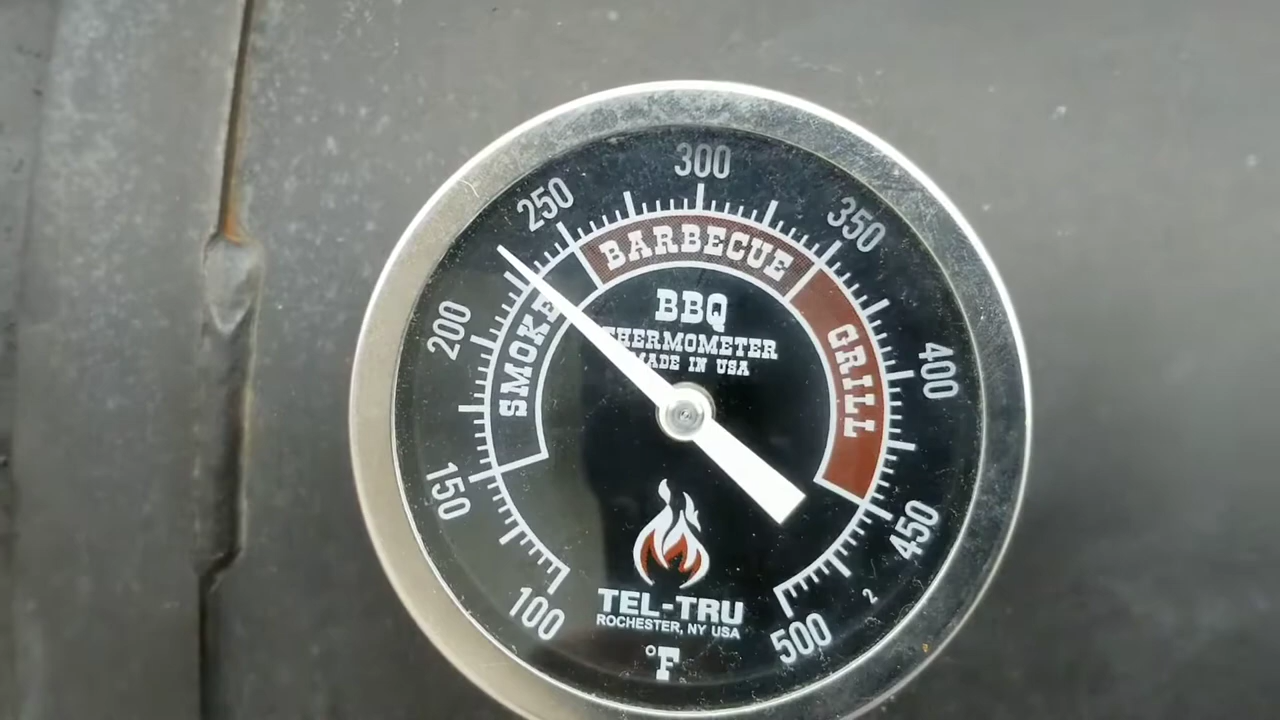 100
150
200
250
300
350
400
450
500
SMOKE
BARBECUE
GRILL
BBQ
THERMOMETER
MADE IN USA
TEL-TRU
ROCHESTER, NY USA
°F
2